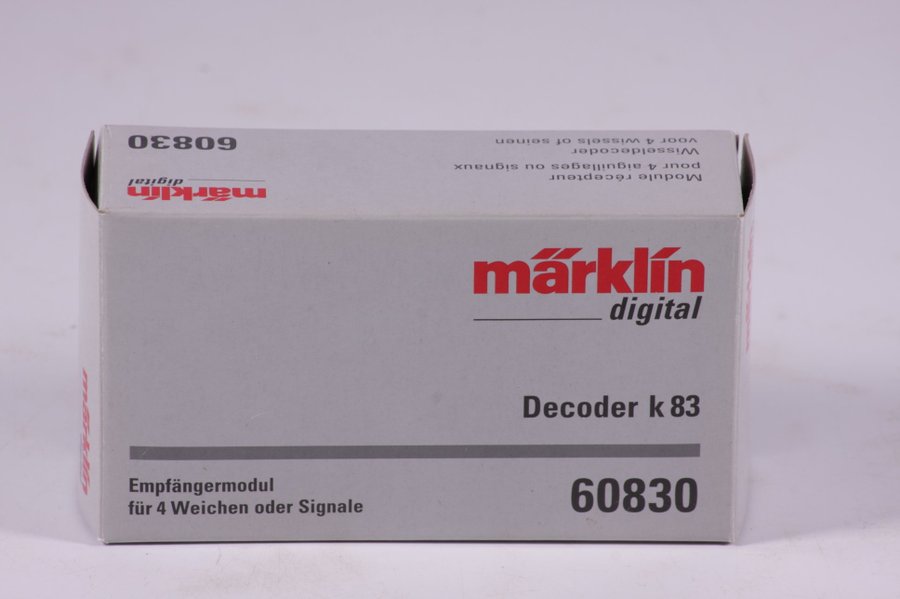 60830
märklin
digital
Module récepteur
pour 4 aiguillages ou signaux
Wisseldecoder
voor 4 wissels of seinen
märklin
digital
Decoder k 83
Empfängermodul
für 4 Weichen oder Signale
60830
märklin